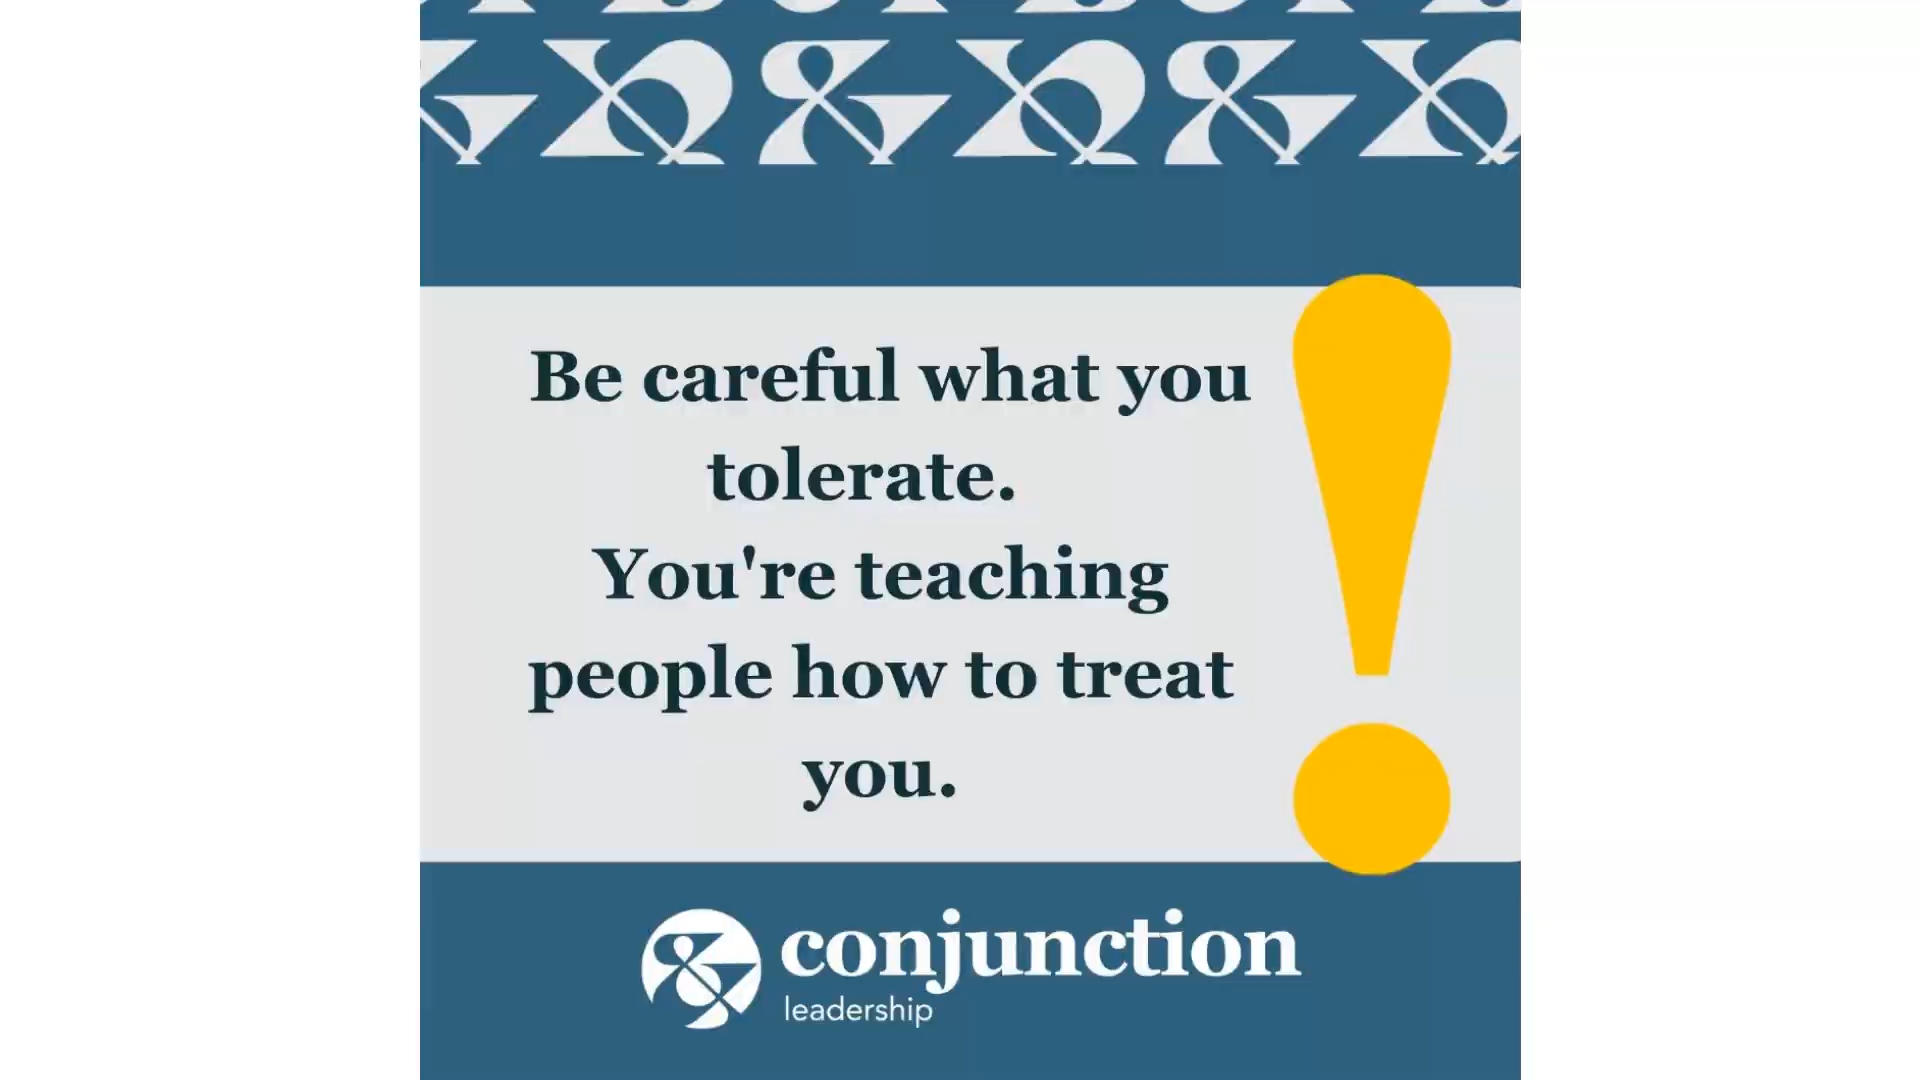 Be careful what you
tolerate.
You're teaching
people how to treat
you.
conjunction
leadership